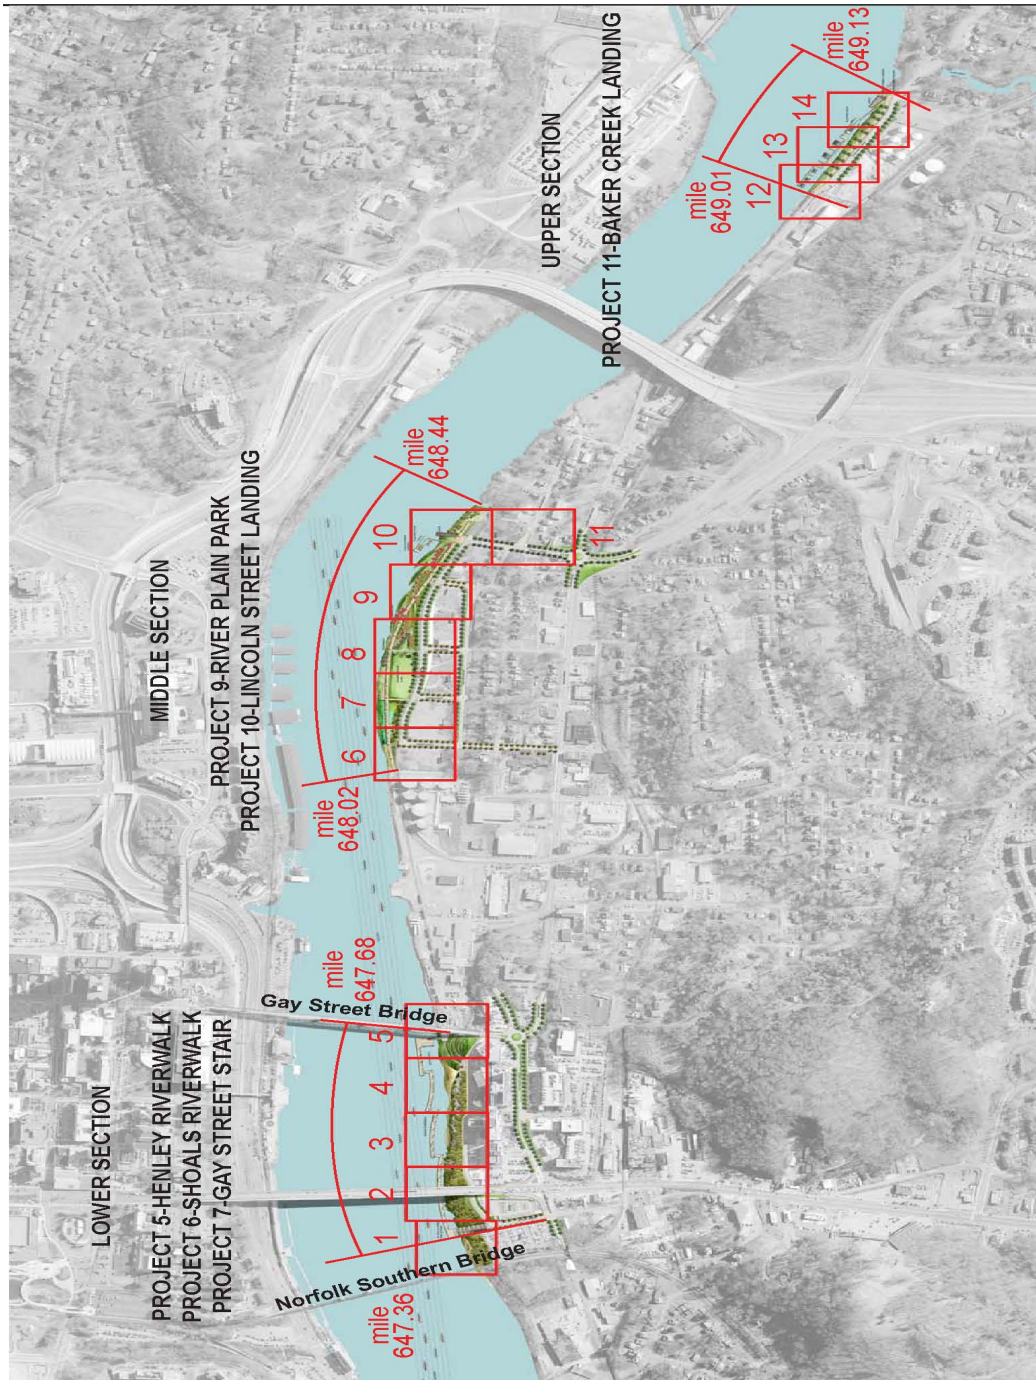 LOWER SECTION
PROJECT 5-HENLEY RIVERWALK
PROJECT 6-SHOALS RIVERWALK
PROJECT 7-GAY STREET STAIR
mile
647.36
Norfolk Southern Bridge
1
2
3
4
5
Gay Street Bridge
mile
647.68
MIDDLE SECTION
PROJECT 9-RIVER PLAIN PARK
PROJECT 10-LINCOLN STREET LANDING
mile
648.02
6
7
8
9
10
11
mile
648.44
UPPER SECTION
PROJECT 11-BAKER CREEK LANDING
mile
649.01
12
13
14
mile
649.13